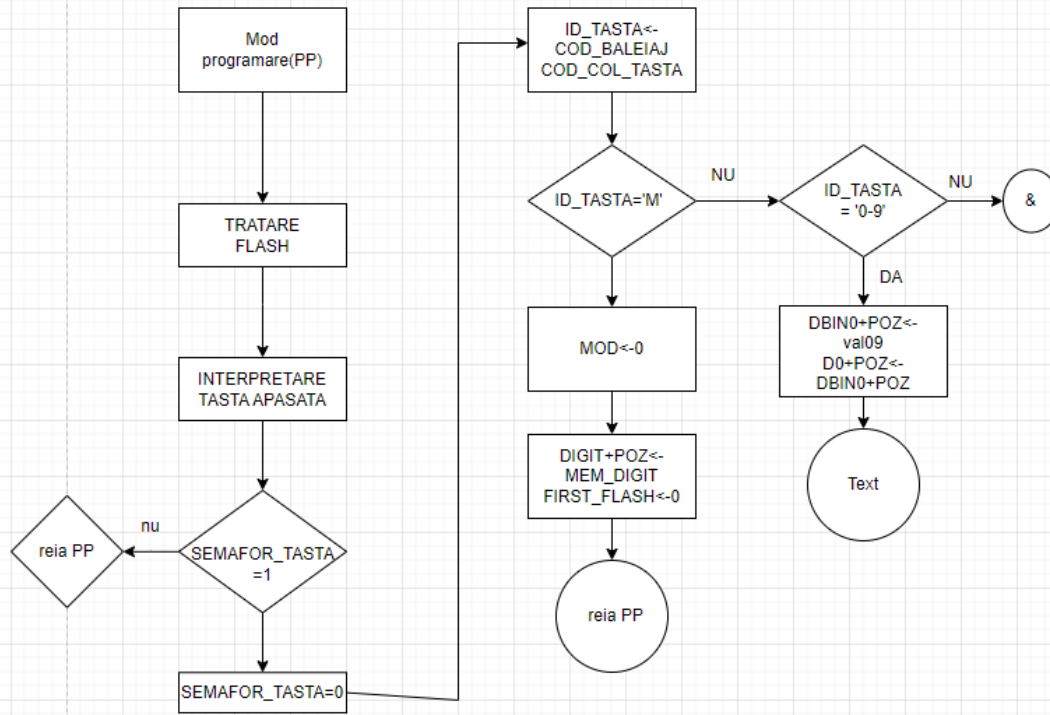 Mod
programare(PP)
TRATARE
FLASH
INTERPRETARE
TASTA APASATA
SEMAFOR_TASTA
=1
nu
reia PP
SEMAFOR_TASTA=0
ID_TASTA<-
COD_BALEIAJ
COD_COL_TASTA
ID_TASTA='M'
NU
ID_TASTA
= '0-9'
NU
&
DA
MOD<-0
DIGIT+POZ<-
MEM_DIGIT
FIRST_FLASH<-0
reia PP
DBIN0+POZ<-
val09
D0+POZ<-
DBIN0+POZ
Text